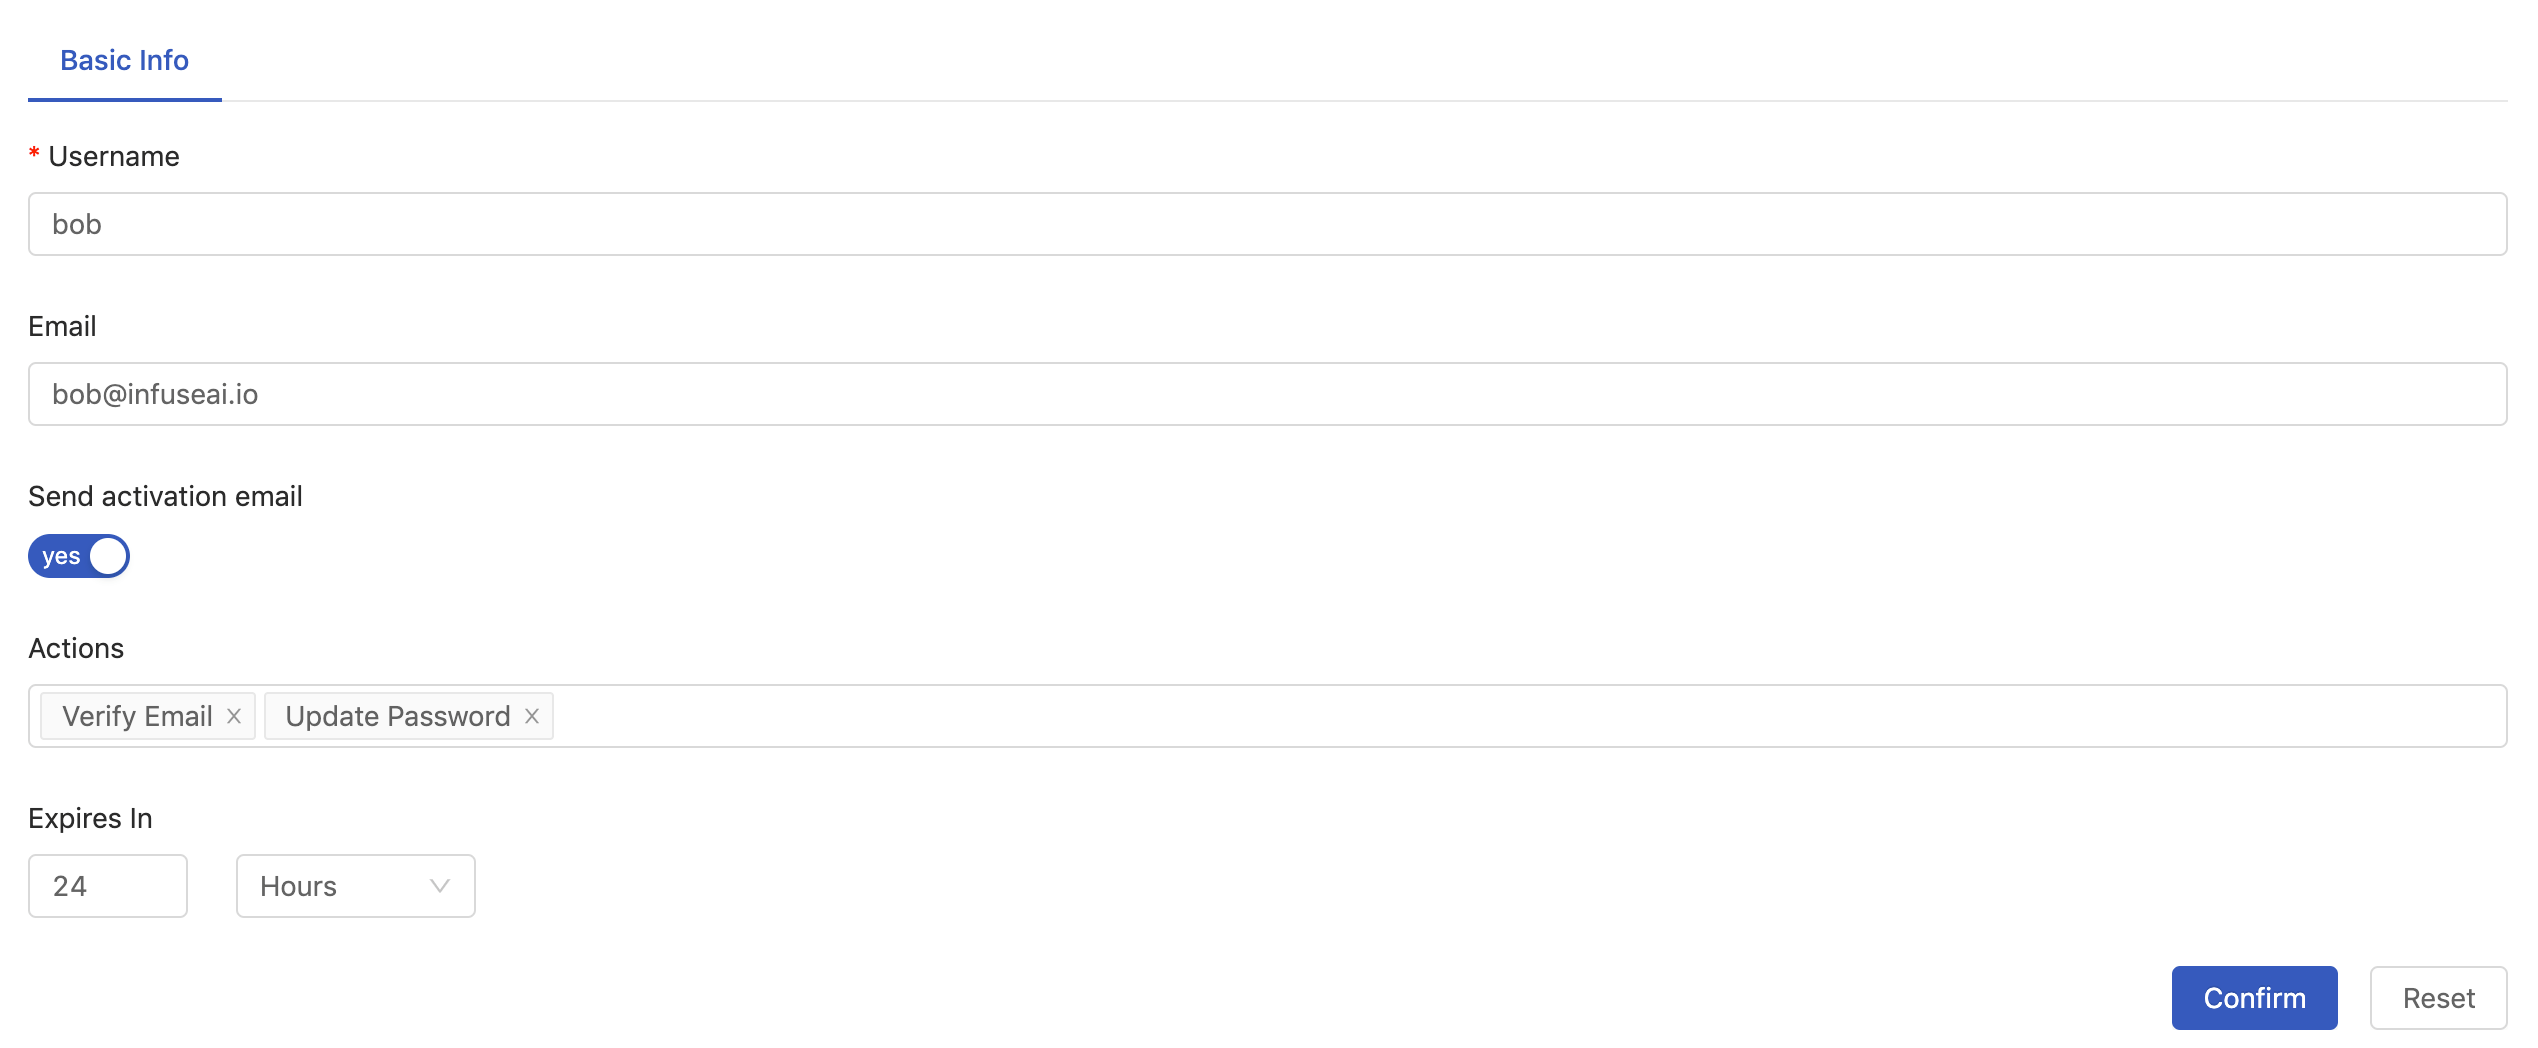 Basic Info
* Username
bob
Email
bob@infuseai.io
Send activation email
yes
Actions
Verify Email Update Password
Expires In
24 Hours
Confirm Reset